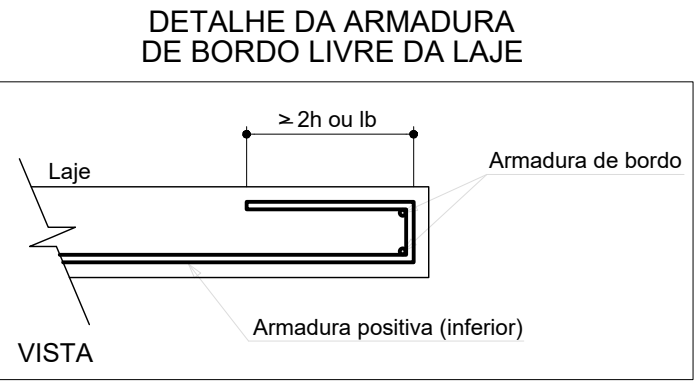 DETALHE DA ARMADURA
DE BORDO LIVRE DA LAJE
≥ 2h ou lb
Armadura de bordo
Laje
Armadura positiva (inferior)
VISTA